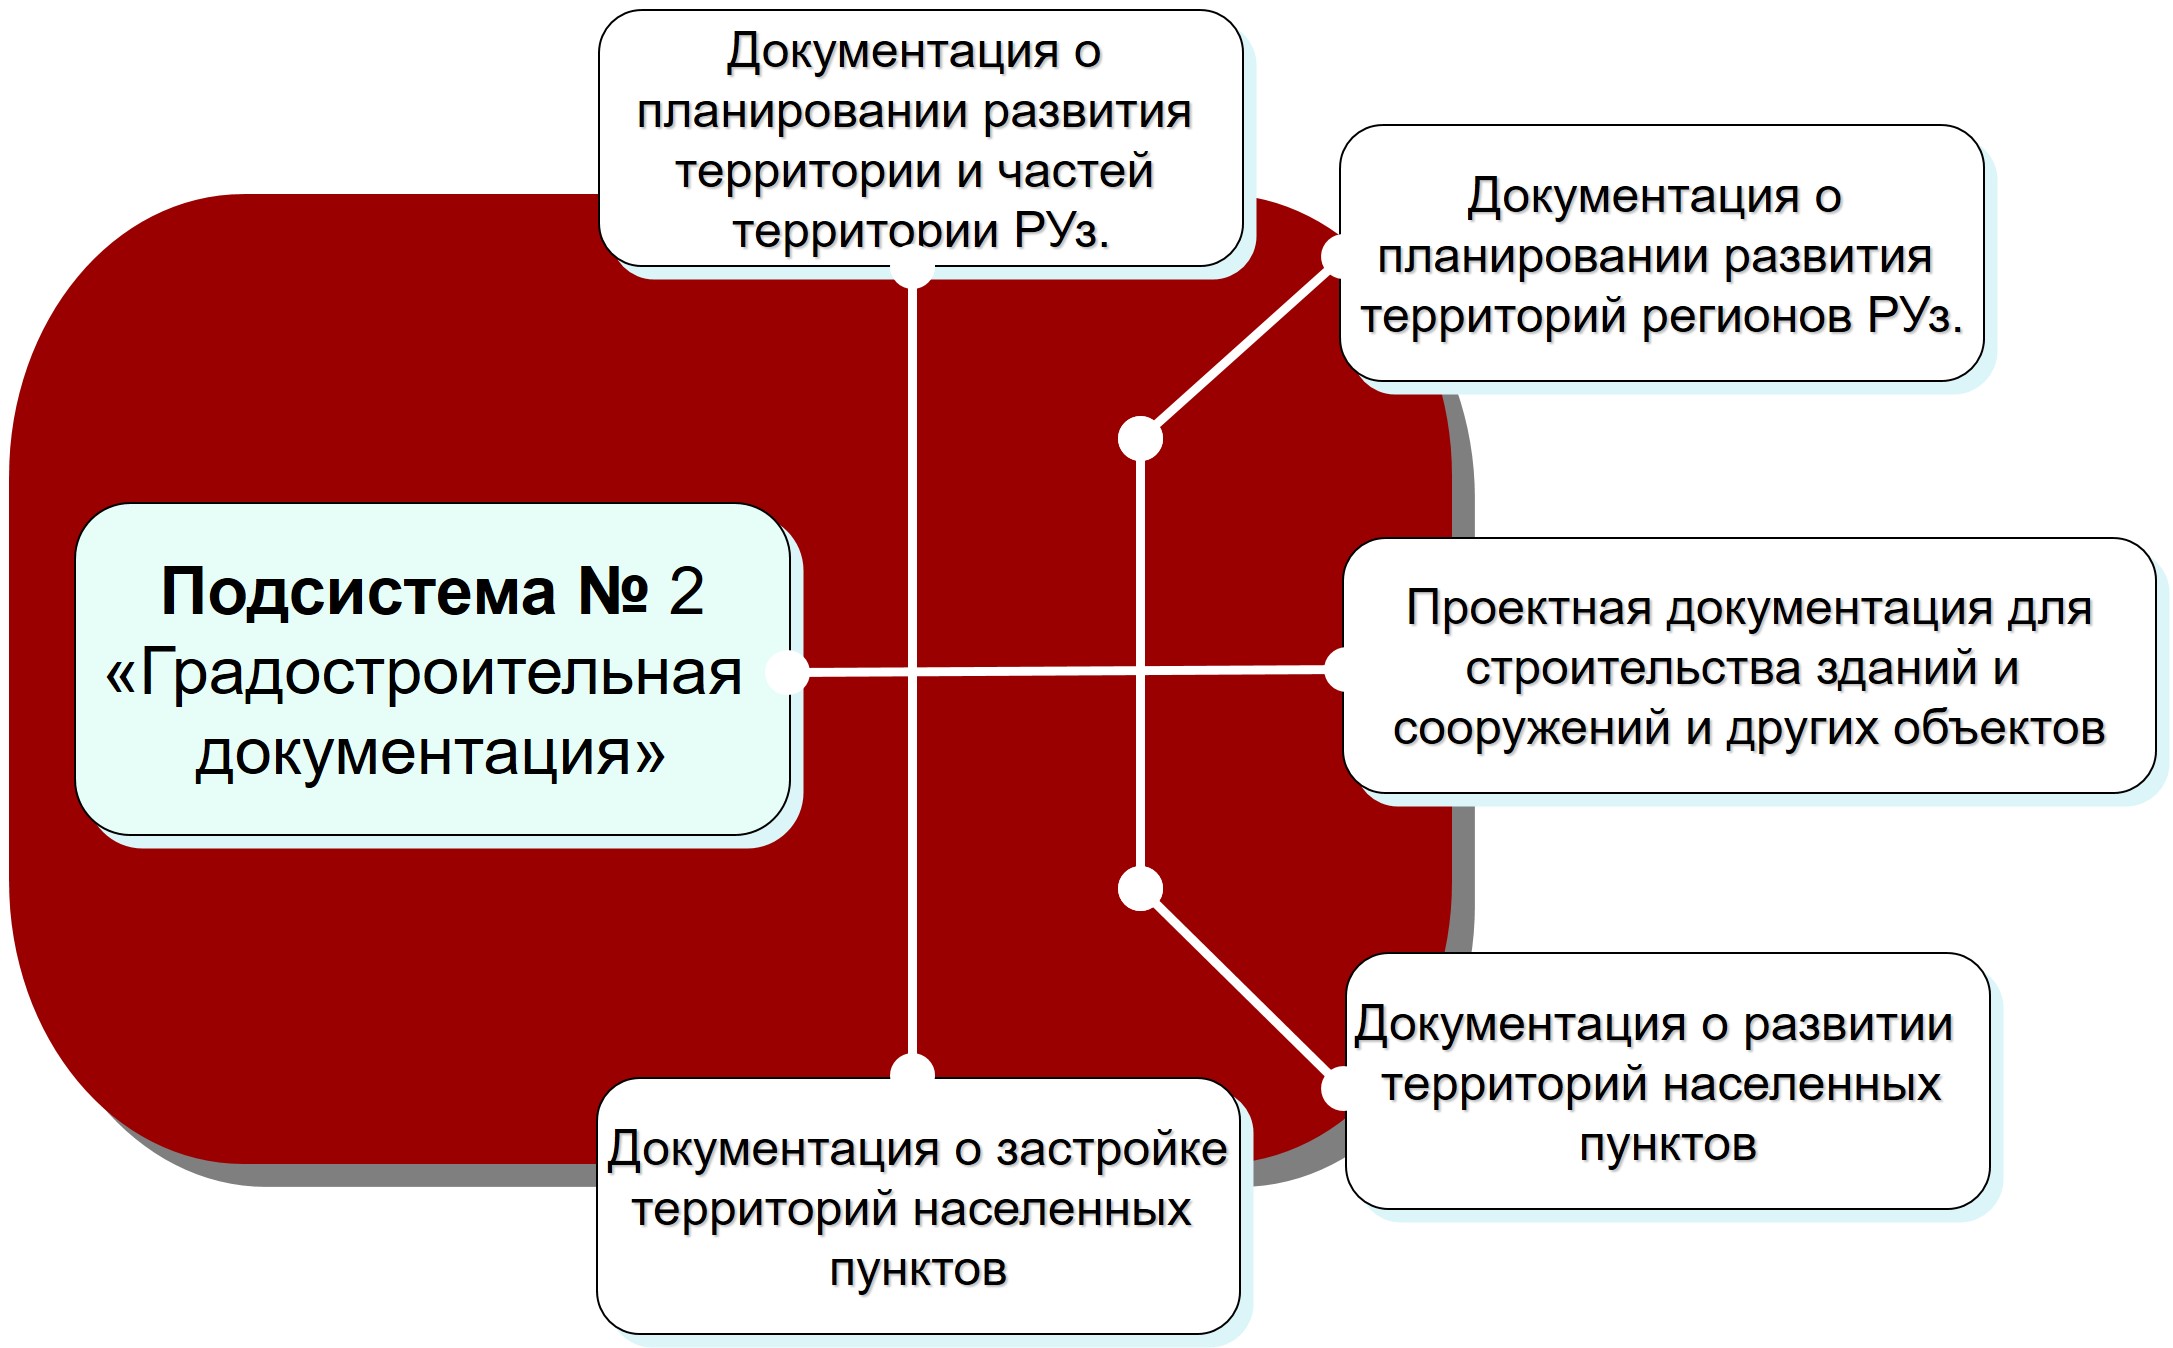 Документация о
планировании развития
территории и частей
территории РУз.
Документация о
планировании развития
территорий регионов РУз.
Подсистема № 2
«Градостроительная
документация»
Проектная документация для
строительства зданий и
сооружений и других объектов
Документация о развитии
территорий населенных
пунктов
Документация о застройке
территорий населенных
пунктов